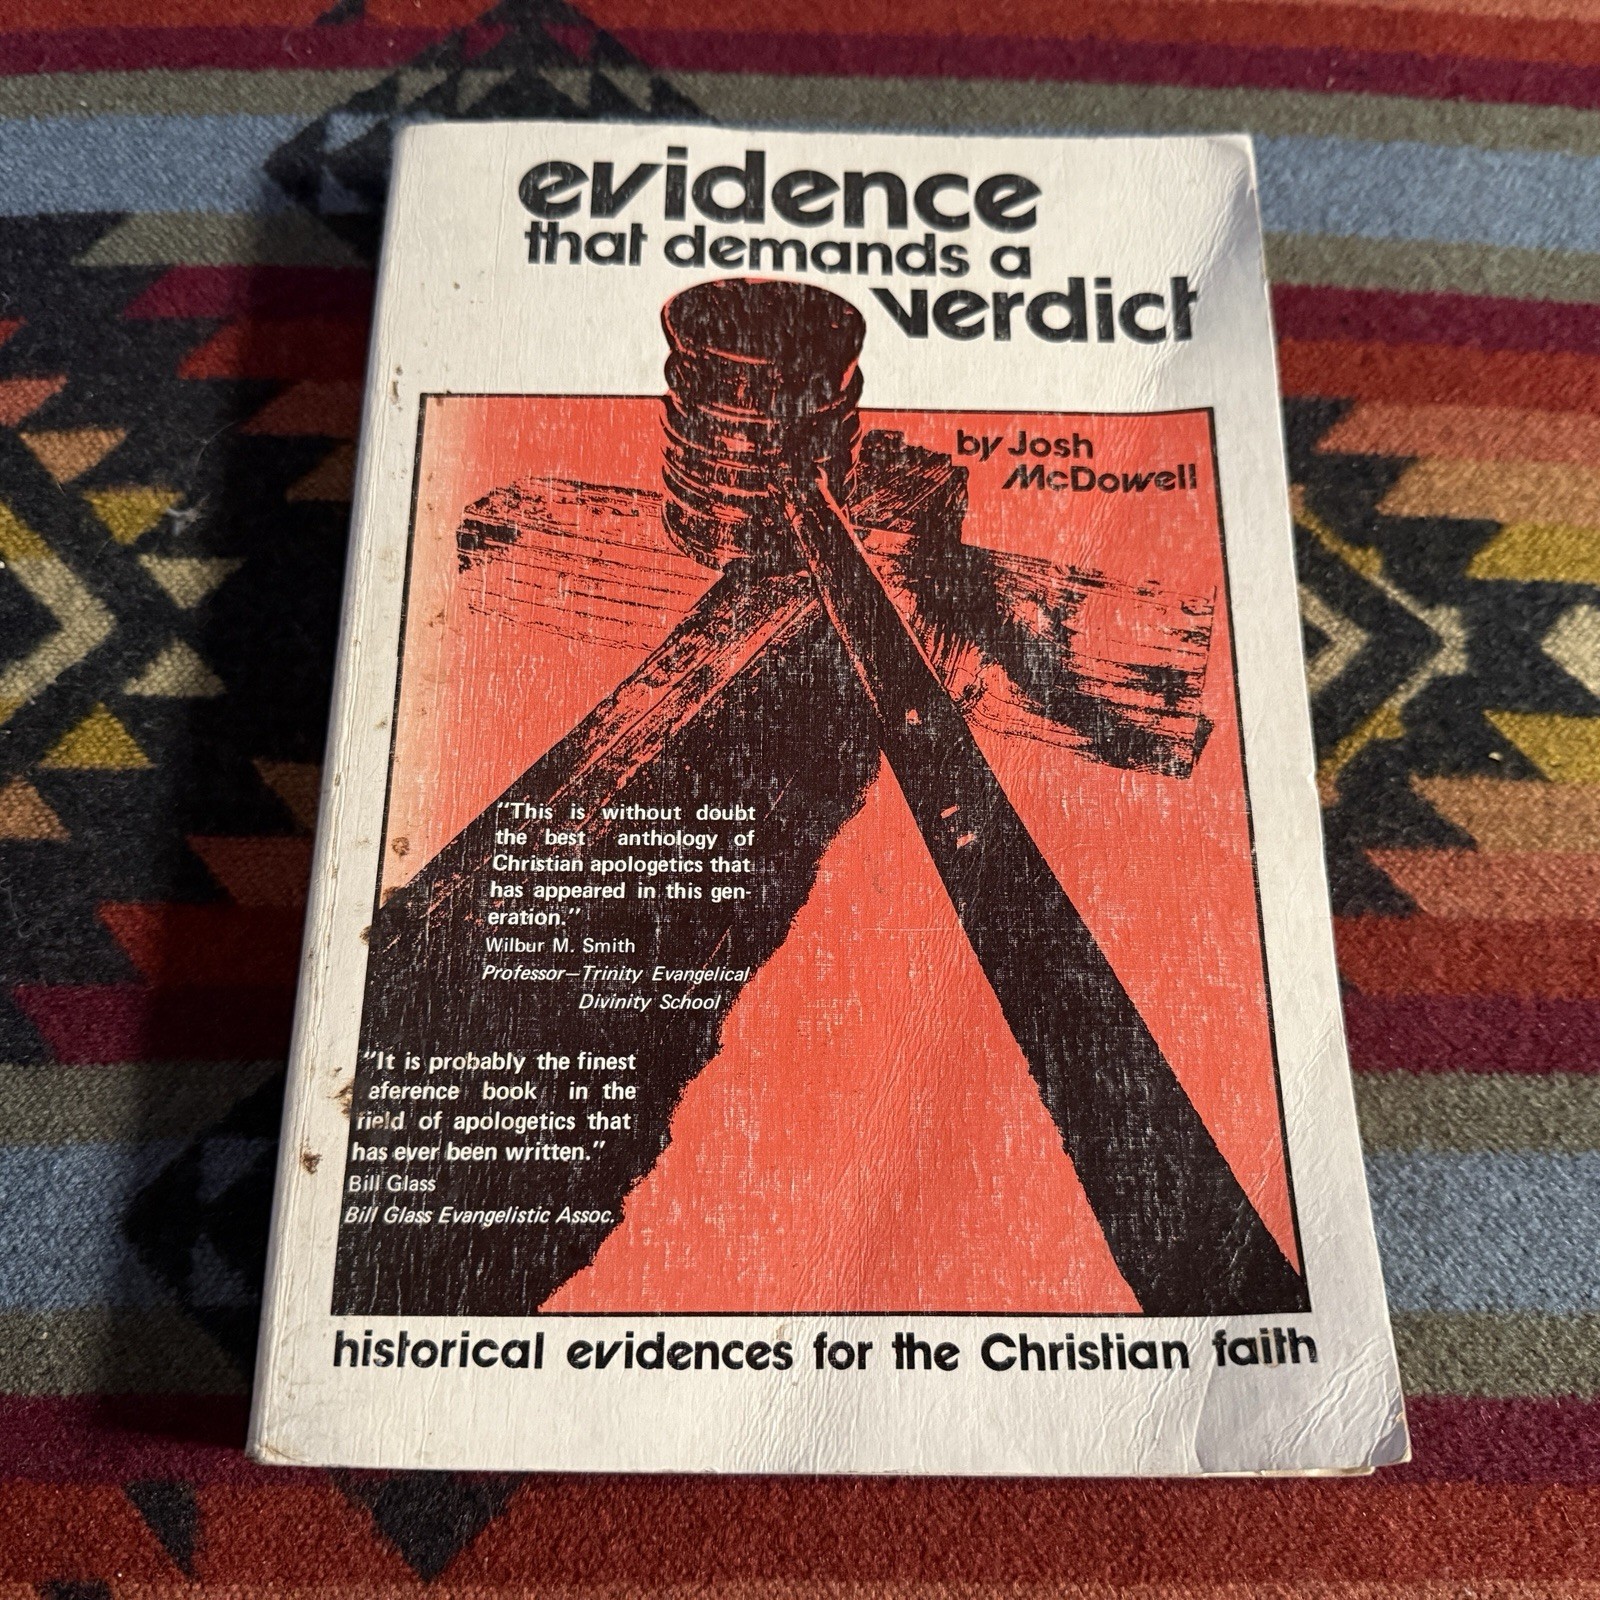 evidence
that demands a
verdict
by Josh
McDowell
"This is without doubt
the best anthology of
Christian apologetics that
has appeared in this gen-
eration."
Wilbur M. Smith
Professor—Trinity Evangelical
Divinity School
"It is probably the finest
eference book in the
field of apologetics that
has ever been written."
Bill Glass
Bill Glass Evangelistic Assoc.
historical evidences for the Christian faith